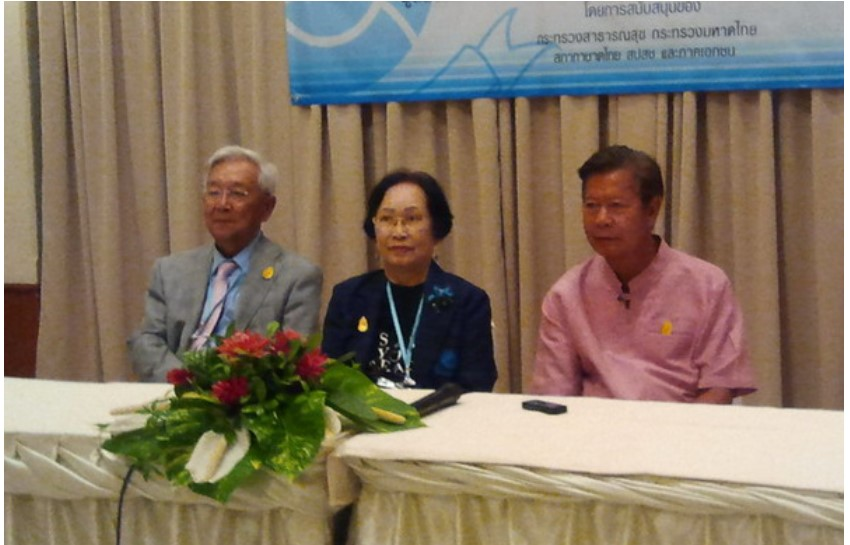 โดยการสนับสนุนของ
กระทรวงสาธารณสุข กระทรวงมหาดไทย
สภากาชาดไทย สปสช และภาคเอกชน